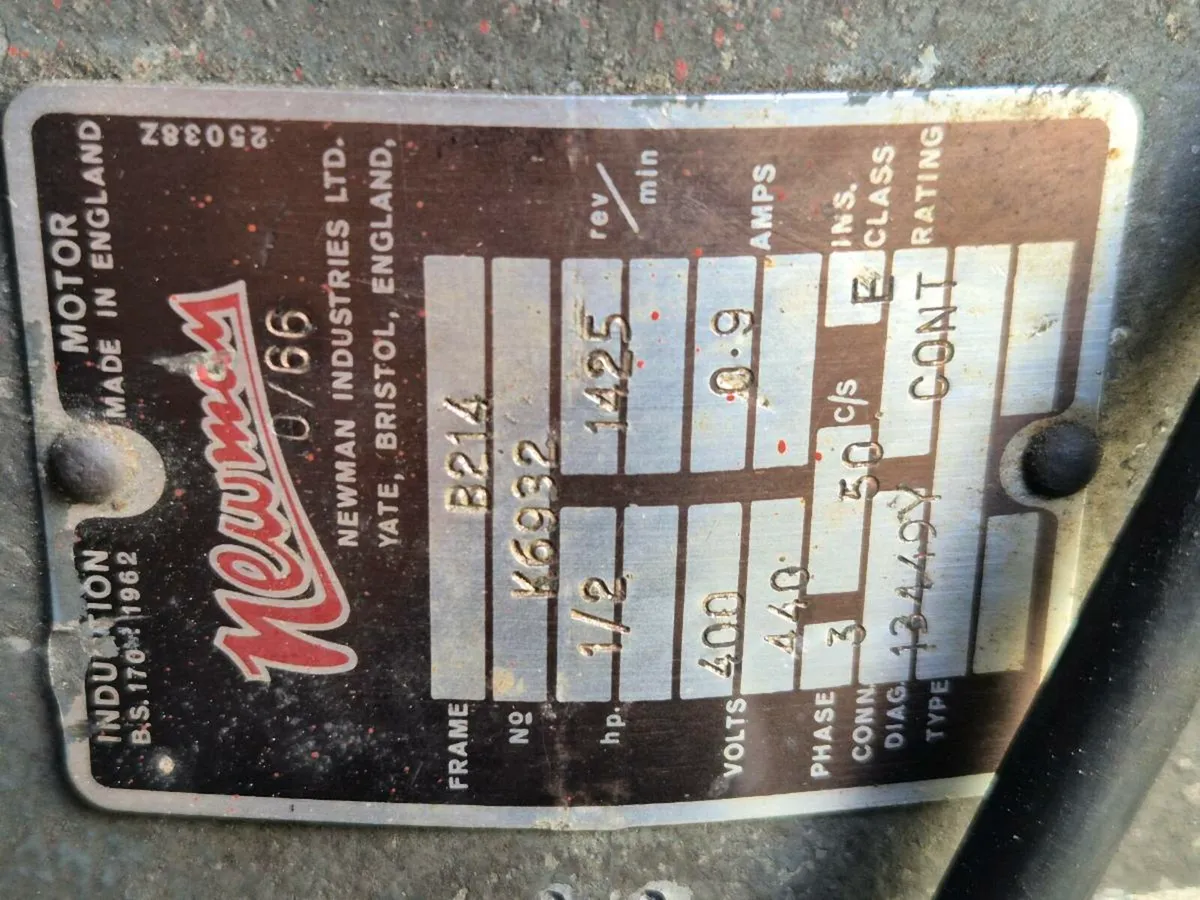 INDUCTION MOTOR
B.S. 170:1962 MADE IN ENGLAND
25038Z
Newman
0/66
NEWMAN INDUSTRIES LTD.
YATE, BRISTOL, ENGLAND,
FRAME B214
Nº K6932
hp. 1/2 1425 rev/min
VOLTS 400 0.9 AMPS
440
PHASE 3 50 c/s E INS. CLASS
CONN. DIAG. 13449Y CONT RATING
TYPE